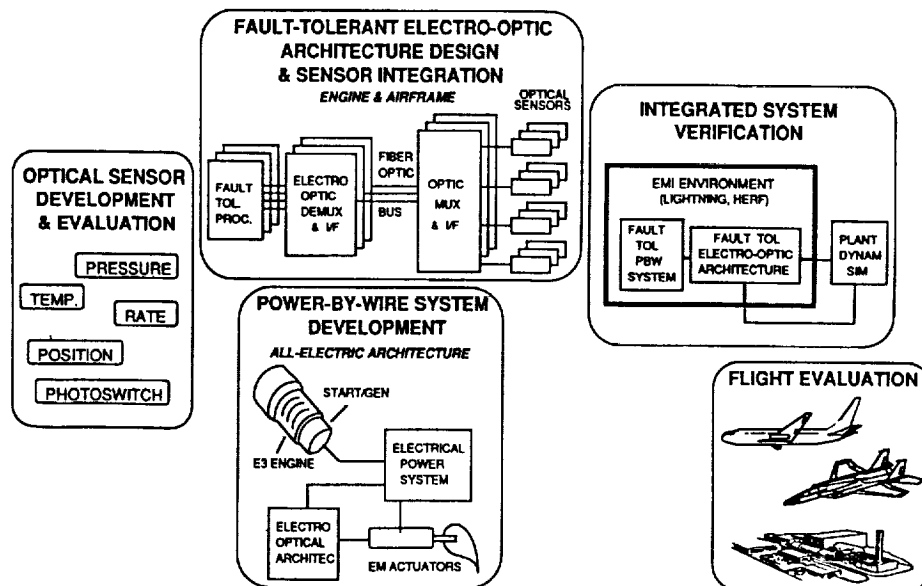 FAULT-TOLERANT ELECTRO-OPTIC
ARCHITECTURE DESIGN
& SENSOR INTEGRATION
ENGINE & AIRFRAME
OPTICAL
SENSORS
FAULT
TOL.
PROC.
ELECTRO
OPTIC
DEMUX
& I/F
FIBER
OPTIC
BUS
OPTIC
MUX
& I/F
OPTICAL SENSOR
DEVELOPMENT
& EVALUATION
PRESSURE
TEMP.
RATE
POSITION
PHOTOSWITCH
POWER-BY-WIRE SYSTEM
DEVELOPMENT
ALL-ELECTRIC ARCHITECTURE
START/GEN
E3 ENGINE
ELECTRICAL
POWER
SYSTEM
ELECTRO
OPTICAL
ARCHITEC
EM ACTUATORS
INTEGRATED SYSTEM
VERIFICATION
EMI ENVIRONMENT
(LIGHTNING, HERF)
FAULT
TOL
PBW
SYSTEM
FAULT TOL
ELECTRO-OPTIC
ARCHITECTURE
PLANT
DYNAM
SIM
FLIGHT EVALUATION